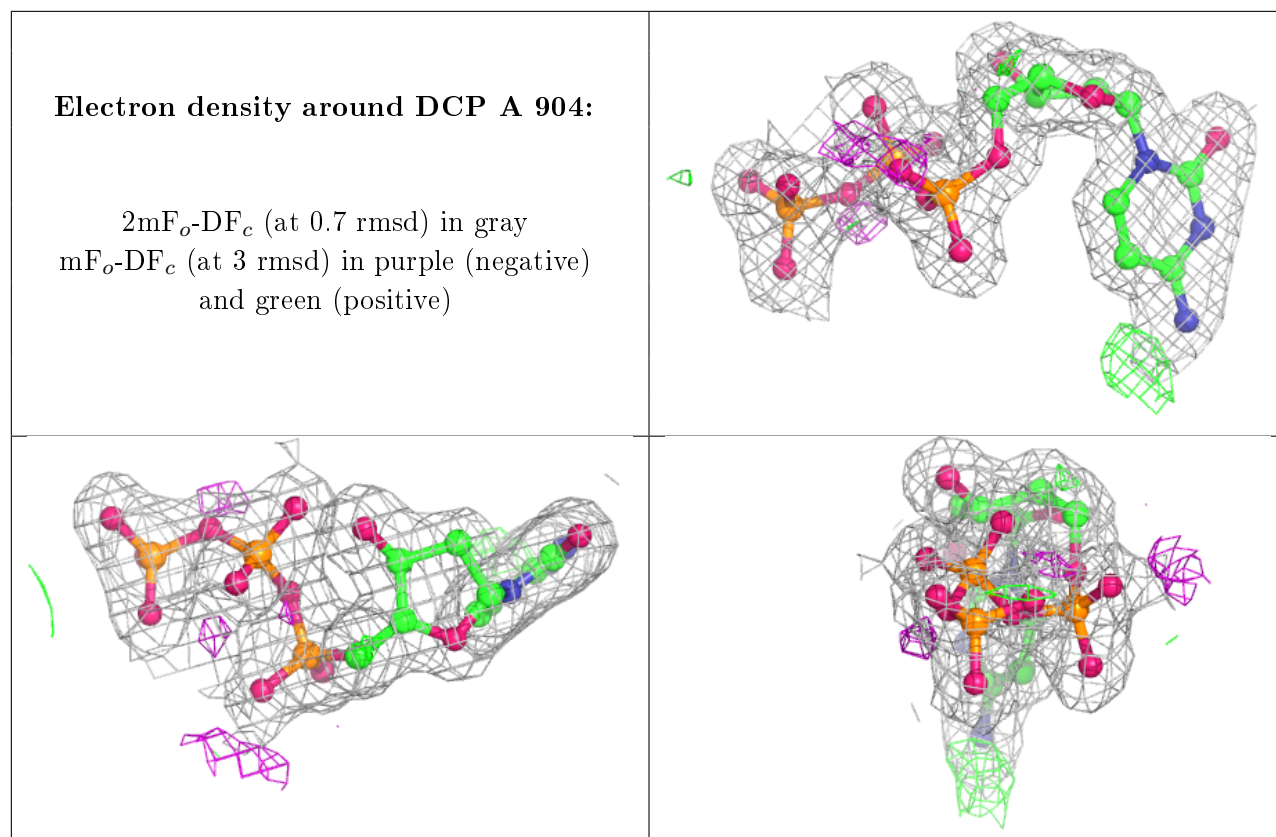 Electron density around DCP A 904:
2mFₒ-DF𝒸 (at 0.7 rmsd) in gray
mFₒ-DF𝒸 (at 3 rmsd) in purple (negative)
and green (positive)